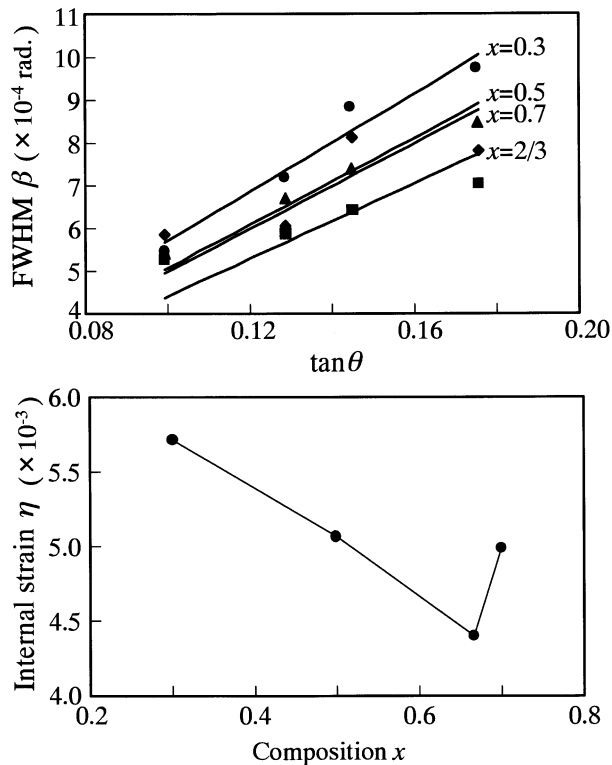 11
10
9
8
7
6
5
4
FWHM β (×10⁻⁴ rad.)
x=0.3
x=0.5
x=0.7
x=2/3
0.08 0.12 0.16 0.20
tanθ
6.0
5.5
5.0
4.5
4.0
Internal strain η (×10⁻³)
0.2 0.4 0.6 0.8
Composition x